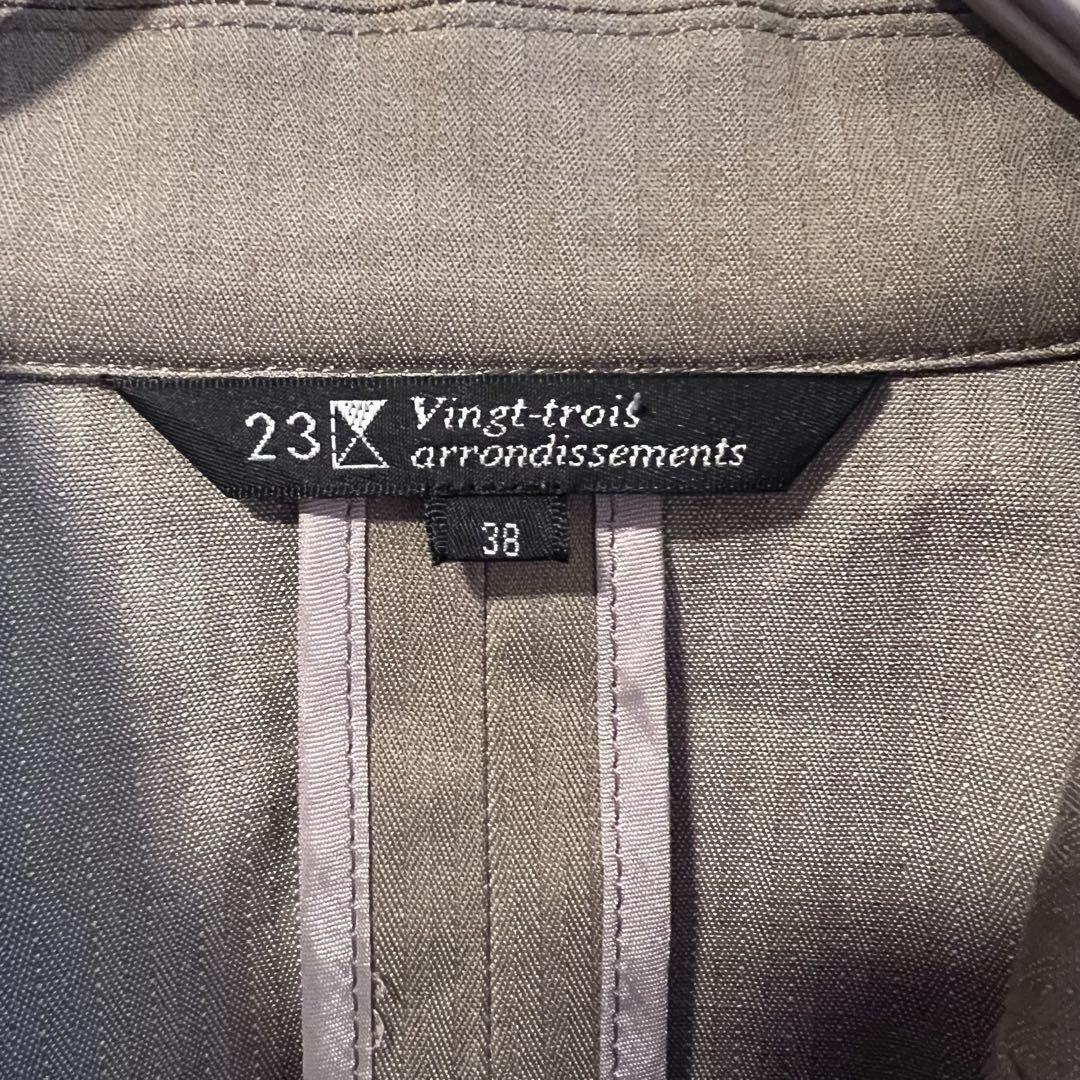 23 Vingt-trois
arrondissements
38